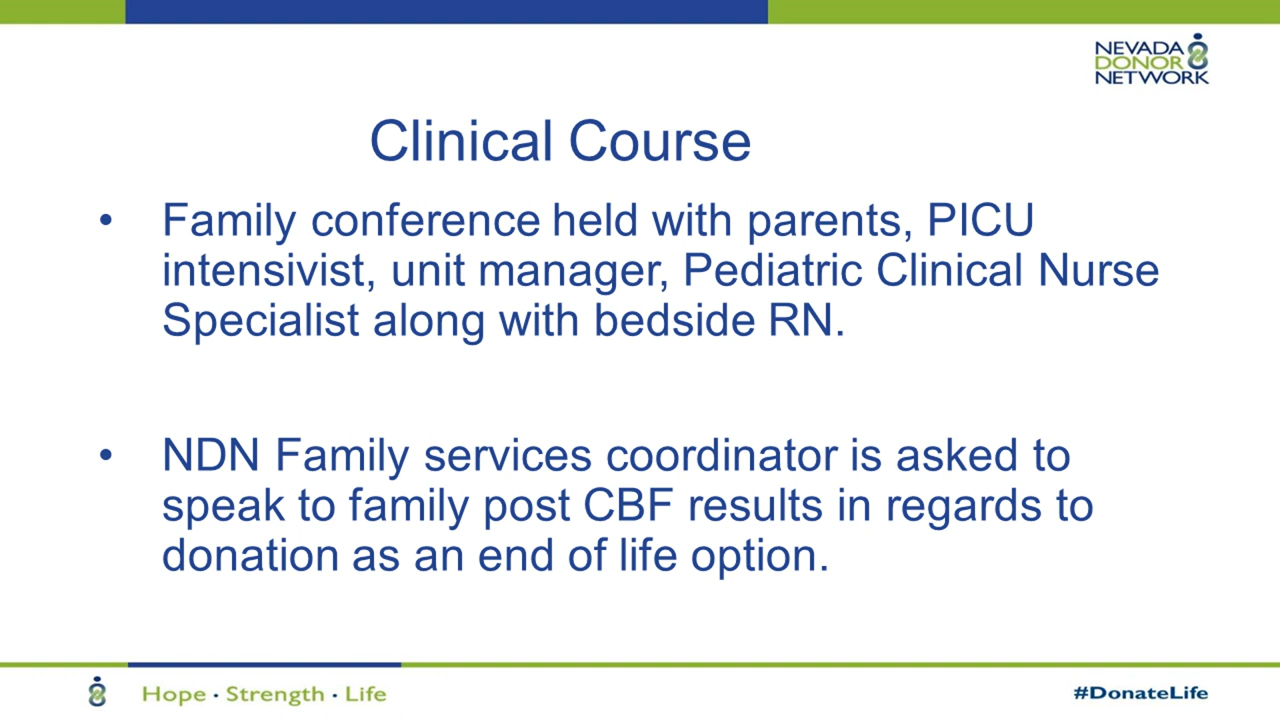 NEVADA
DONOR
NETWORK
Clinical Course
• Family conference held with parents, PICU
intensivist, unit manager, Pediatric Clinical Nurse
Specialist along with bedside RN.
• NDN Family services coordinator is asked to
speak to family post CBF results in regards to
donation as an end of life option.
Hope · Strength · Life
#DonateLife